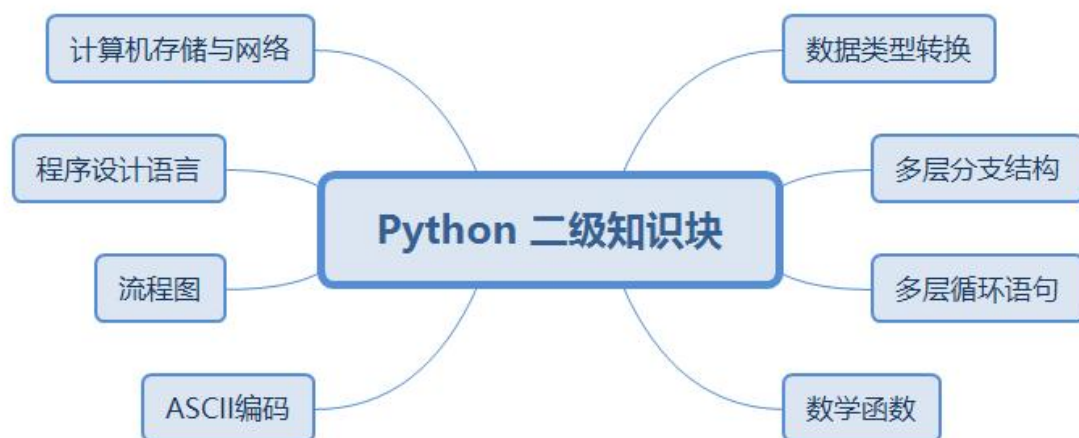 计算机存储与网络
数据类型转换
程序设计语言
多层分支结构
Python 二级知识块
流程图
多层循环语句
ASCII编码
数学函数